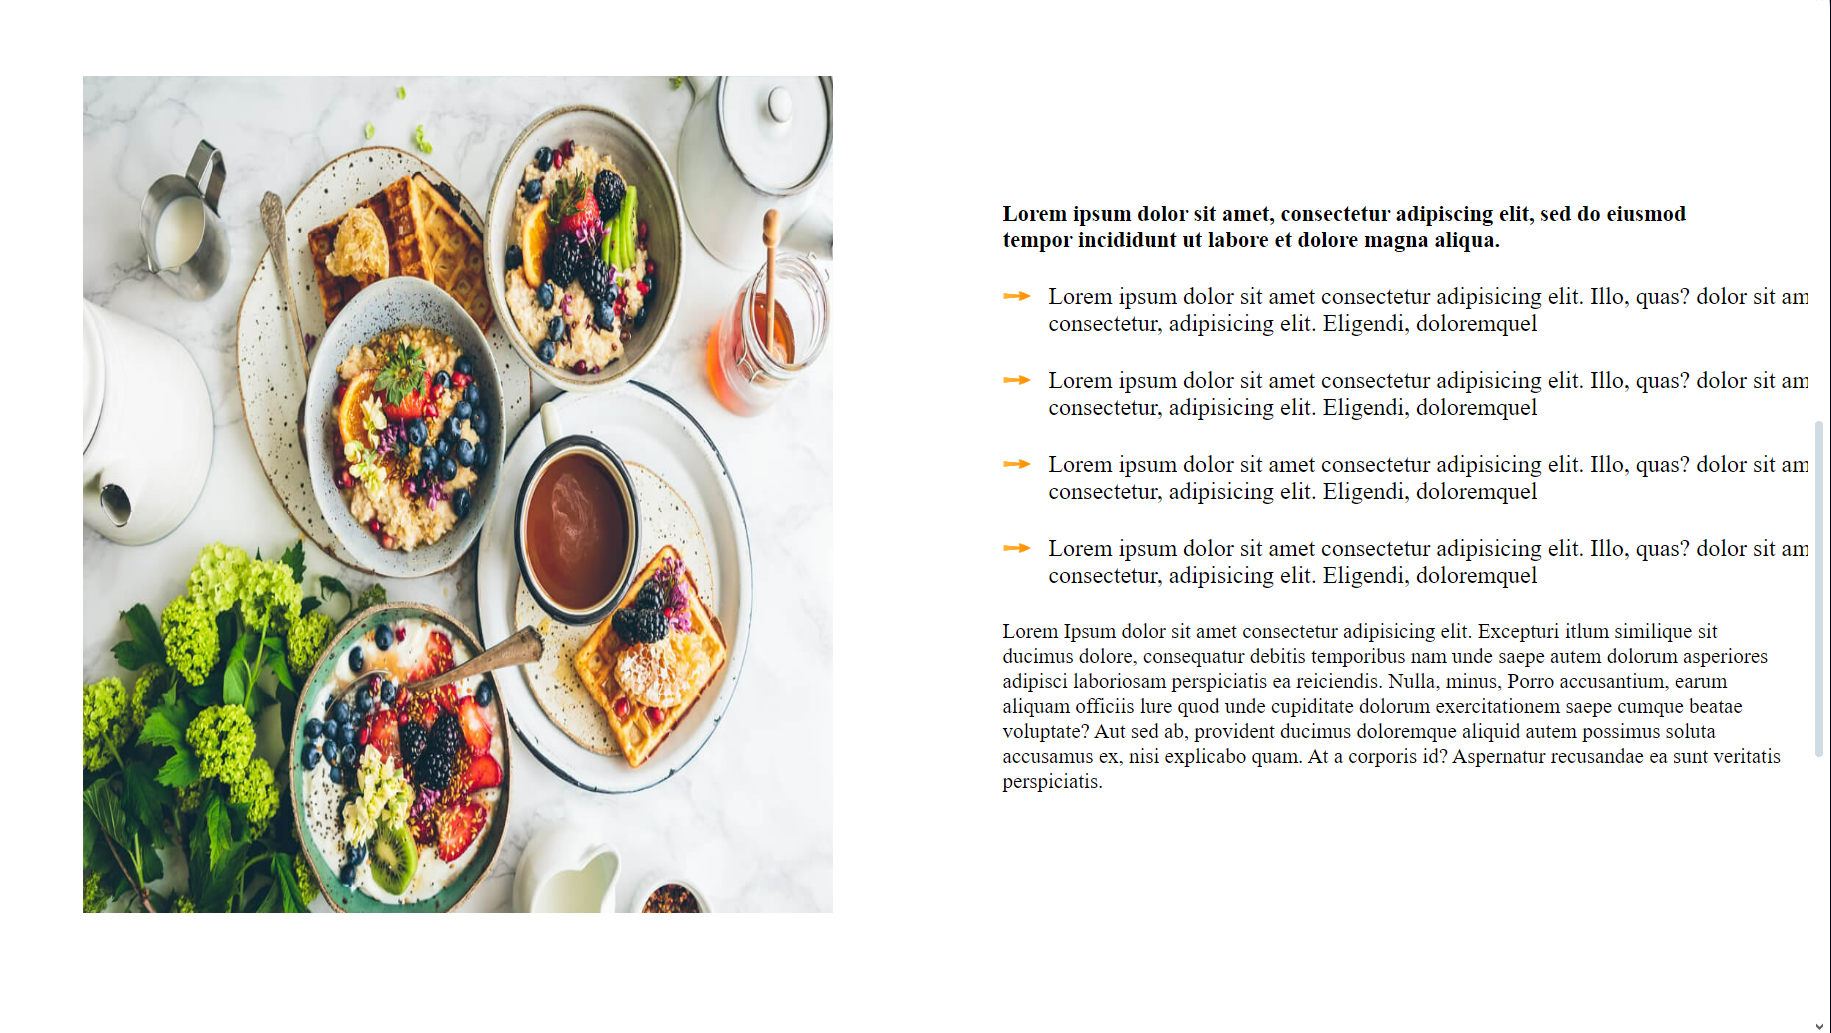 Lorem ipsum dolor sit amet, consectetur adipiscing elit, sed do eiusmod
tempor incididunt ut labore et dolore magna aliqua.
Lorem ipsum dolor sit amet consectetur adipisicing elit. Illo, quas? dolor sit am
consectetur, adipisicing elit. Eligendi, doloremquel
Lorem ipsum dolor sit amet consectetur adipisicing elit. Illo, quas? dolor sit am
consectetur, adipisicing elit. Eligendi, doloremquel
Lorem ipsum dolor sit amet consectetur adipisicing elit. Illo, quas? dolor sit am
consectetur, adipisicing elit. Eligendi, doloremquel
Lorem ipsum dolor sit amet consectetur adipisicing elit. Illo, quas? dolor sit am
consectetur, adipisicing elit. Eligendi, doloremquel
Lorem Ipsum dolor sit amet consectetur adipisicing elit. Excepturi itlum similique sit
ducimus dolore, consequatur debitis temporibus nam unde saepe autem dolorum asperiores
adipisci laboriosam perspiciatis ea reiciendis. Nulla, minus, Porro accusantium, earum
aliquam officiis lure quod unde cupiditate dolorum exercitationem saepe cumque beatae
voluptate? Aut sed ab, provident ducimus doloremque aliquid autem possimus soluta
accusamus ex, nisi explicabo quam. At a corporis id? Aspernatur recusandae ea sunt veritatis
perspiciatis.